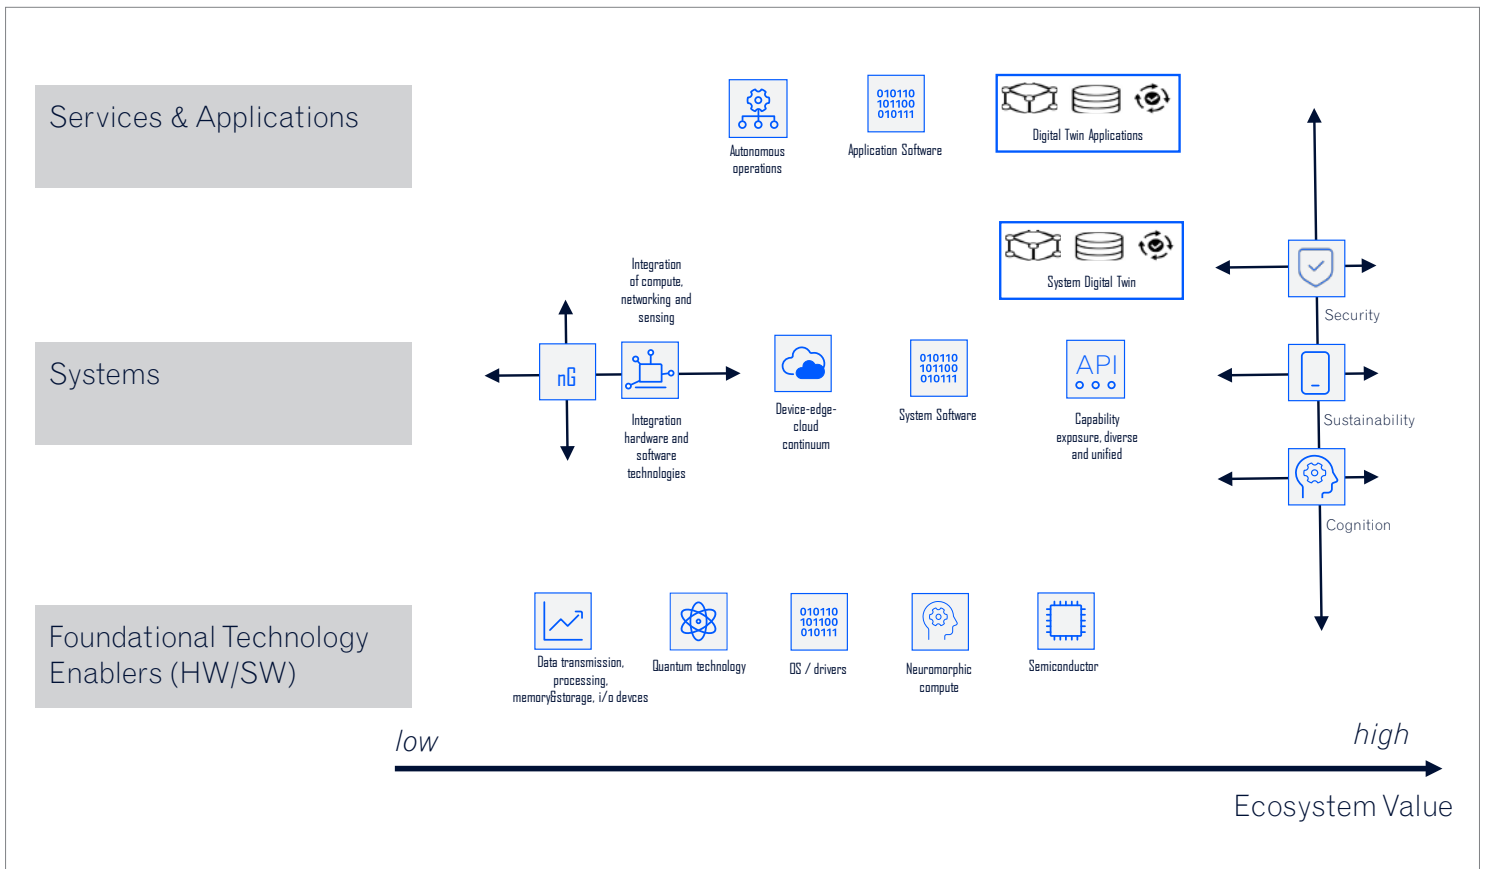 Services & Applications
010110
101100
010111
Autonomous
operations
Application Software
Digital Twin Applications
System Digital Twin
Integration
of compute,
networking and
sensing
Security
Systems
nG
Integration
hardware and
software
technologies
Device-edge-
cloud
continuum
010110
101100
010111
System Software
API
Capability
exposure, diverse
and unified
Sustainability
Cognition
Foundational Technology
Enablers (HW/SW)
Data transmission,
processing,
memory&storage, i/o devces
Quantum technology
010110
101100
010111
OS / drivers
Neuromorphic
compute
Semiconductor
low
high
Ecosystem Value